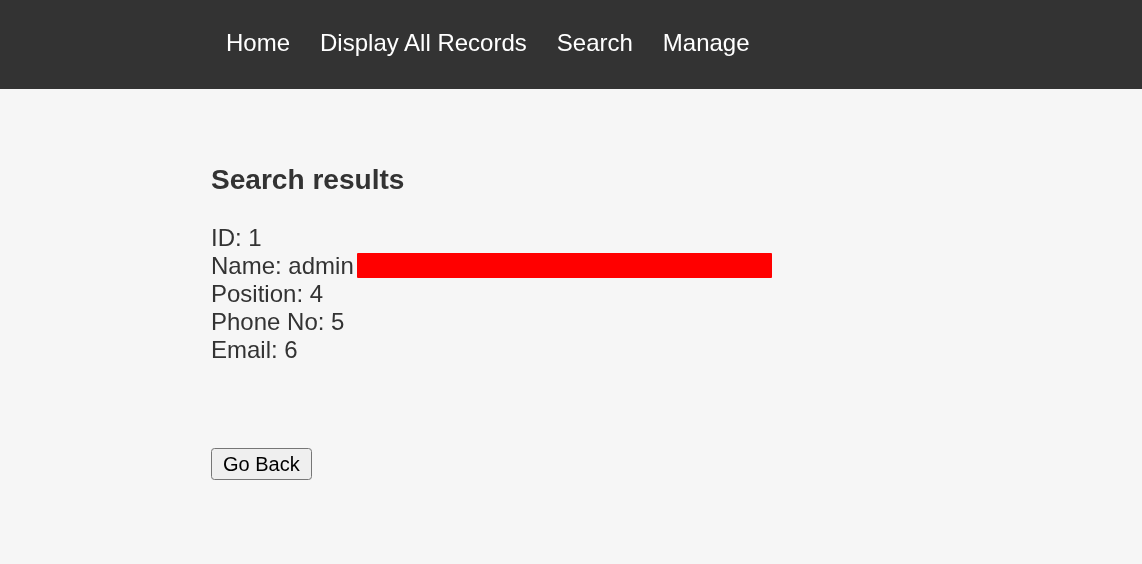 Home Display All Records Search Manage
Search results
ID: 1
Name: admin
Position: 4
Phone No: 5
Email: 6
Go Back